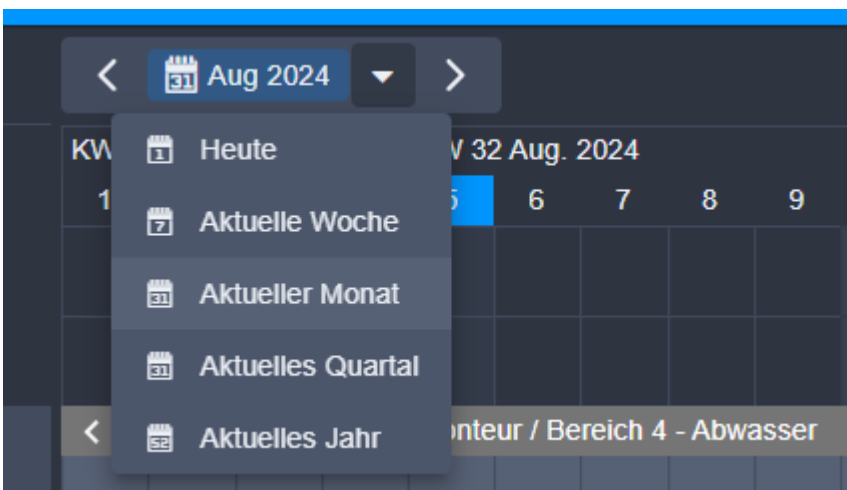 Aug 2024
KW
W 32 Aug. 2024
1
5
6
7
8
9
Heute
Aktuelle Woche
Aktueller Monat
Aktuelles Quartal
Aktuelles Jahr
Bereich 4 - Abwasser